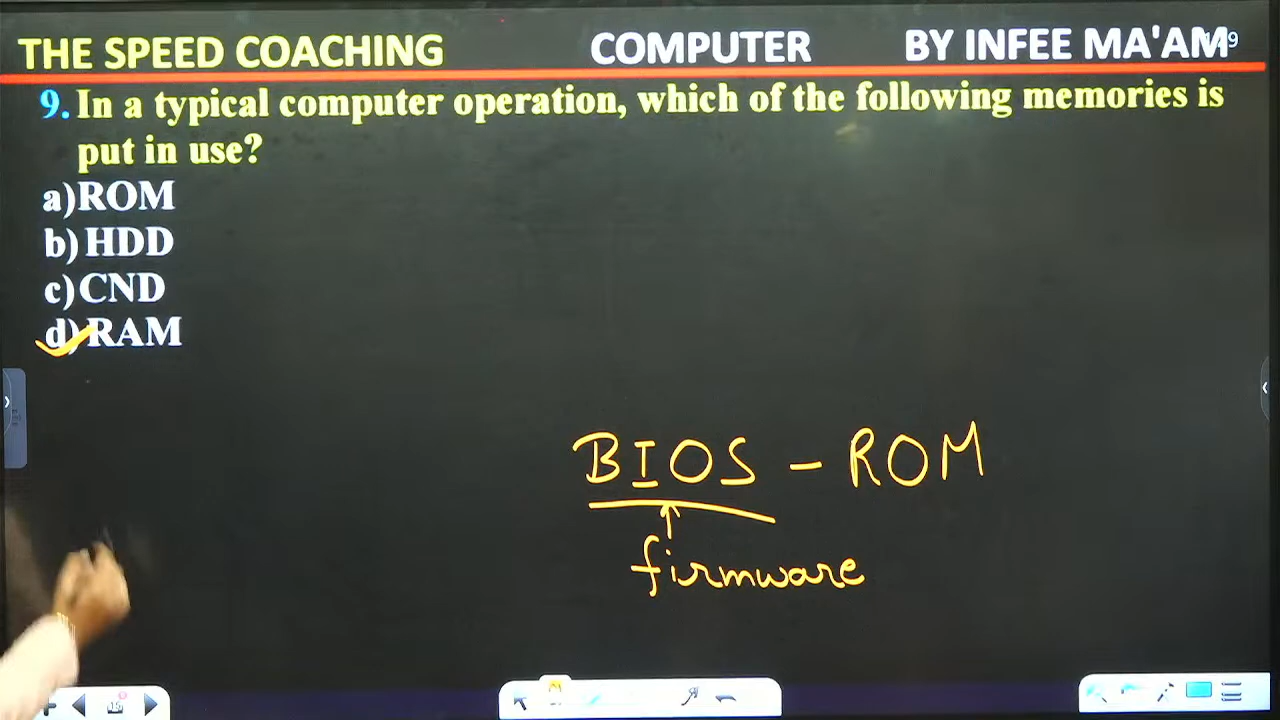 THE SPEED COACHING COMPUTER BY INFEE MA'AM
9. In a typical computer operation, which of the following memories is
put in use?
a) ROM
b) HDD
c) CND
d) RAM
BIOS - ROM
firmware